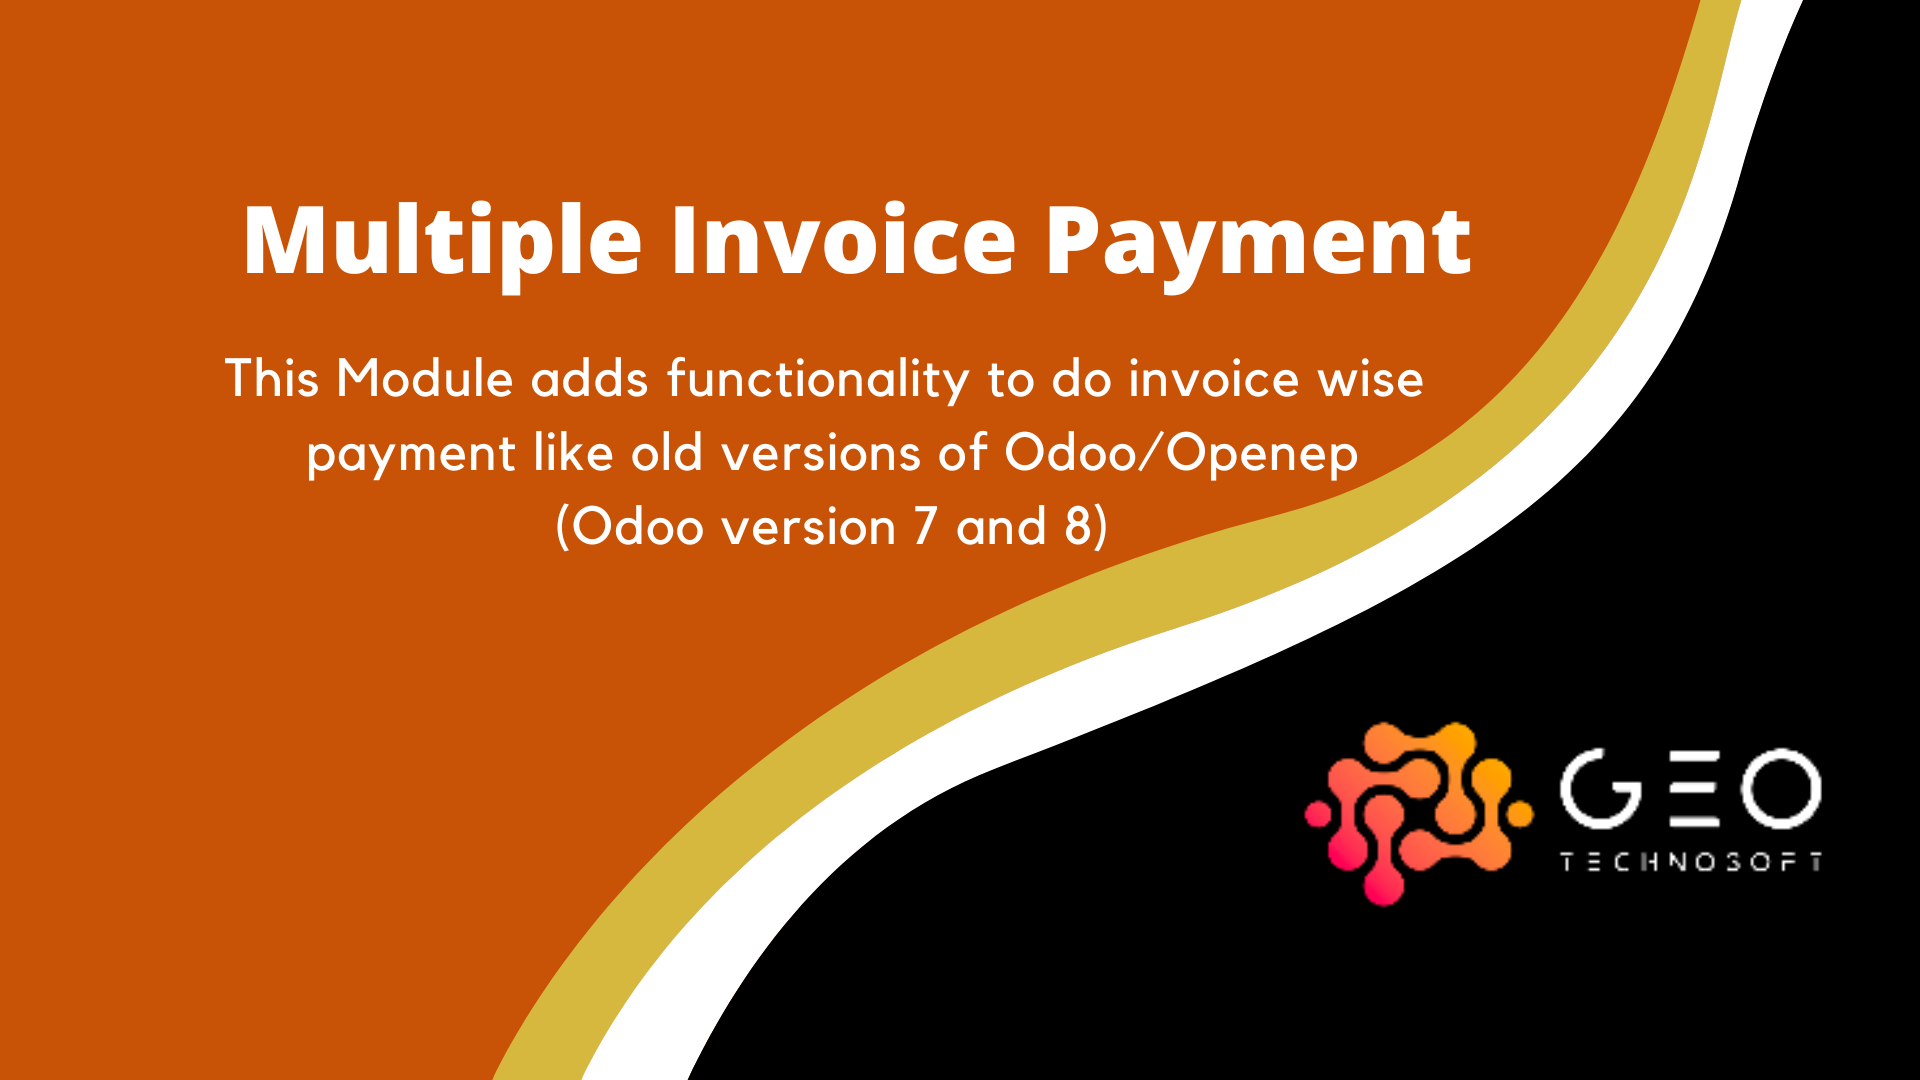 Multiple Invoice Payment
This Module adds functionality to do invoice wise
payment like old versions of Odoo/Openep
(Odoo version 7 and 8)
GEO
TECHNOSOFT